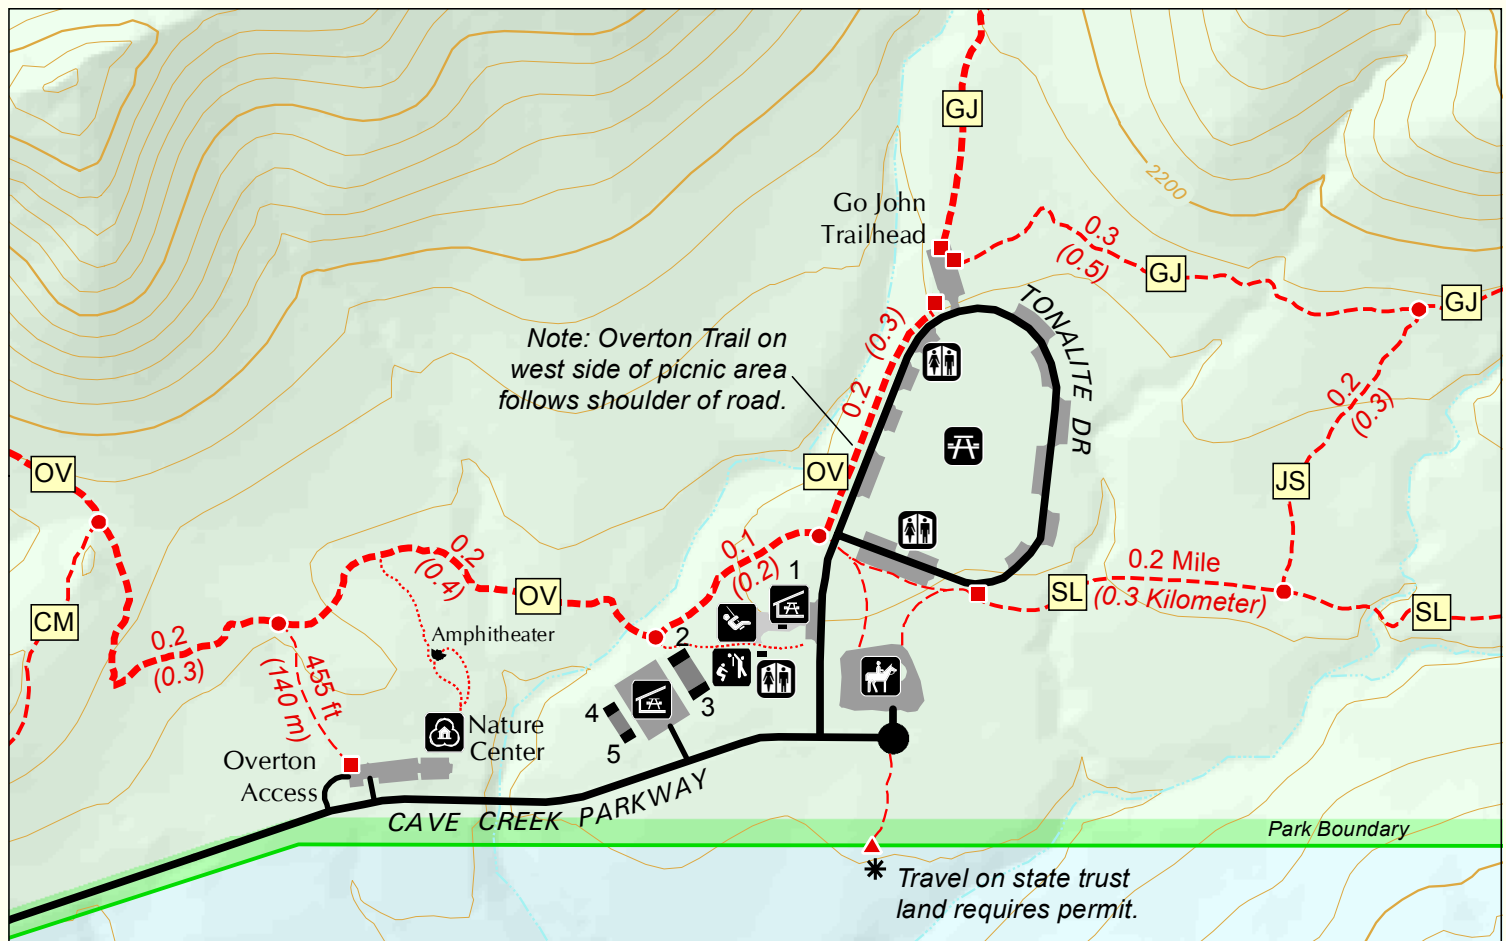 GJ
2200
Go John
Trailhead
0.3
(0.5)
GJ
GJ
TONALITE DR
Note: Overton Trail on
west side of picnic area
follows shoulder of road.
0.2
(0.3)
0.2
(0.3)
OV
OV
JS
0.2
(0.4)
0.1
(0.2)
1
0.2 Mile
(0.3 Kilometer)
SL
SL
OV
CM
0.2
(0.3)
Amphitheater
2
455 ft
(140 m)
3
4
5
Nature
Center
Overton
Access
CAVE CREEK PARKWAY
Park Boundary
* Travel on state trust
land requires permit.